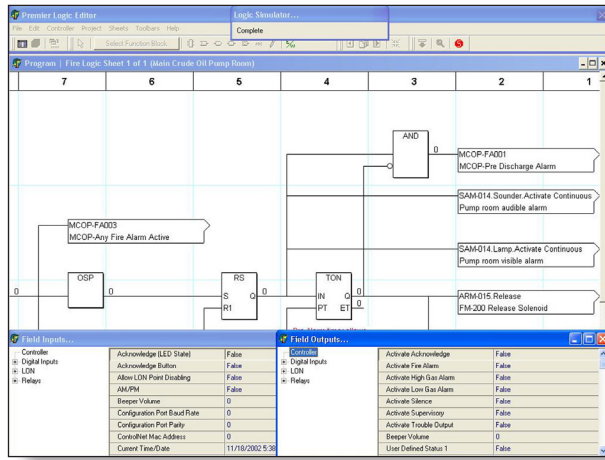 Premier Logic Editor
Logic Simulator...
File Edit Controller Project Sheets Toolbars Help
Complete
Select Function Block
Program | Fire Logic Sheet 1 of 1 (Main Crude Oil Pump Room)
7 6 5 4 3 2 1
AND
0
MCOP-FA001
MCOP-Pre Discharge Alarm
SAM-014.Sounder.Activate Continuous
Pump room audible alarm
MCOP-FA003
MCOP-Any Fire Alarm Active
SAM-014.Lamp.Activate Continuous
Pump room visible alarm
OSP
RS
TON
0
0
S Q
0
IN Q
0
R1
PT ET
0
ARM-015.Release
FM-200 Release Solenoid
Field Inputs...
Controller
Digital Inputs
LON
Relays
Acknowledge (LED State) False
Acknowledge Button False
Allow LON Point Disabling False
AM/PM False
Beeper Volume 0
Configuration Port Baud Rate 0
Configuration Port Parity 0
ControlNet Mac Address 0
Current Time/Date 11/18/2002 5:38
Field Outputs...
Controller
Digital Inputs
LON
Relays
Activate Acknowledge False
Activate Fire Alarm False
Activate High Gas Alarm False
Activate Low Gas Alarm False
Activate Silence False
Activate Supervisory False
Activate Trouble Output False
Beeper Volume 0
User Defined Status 1 False